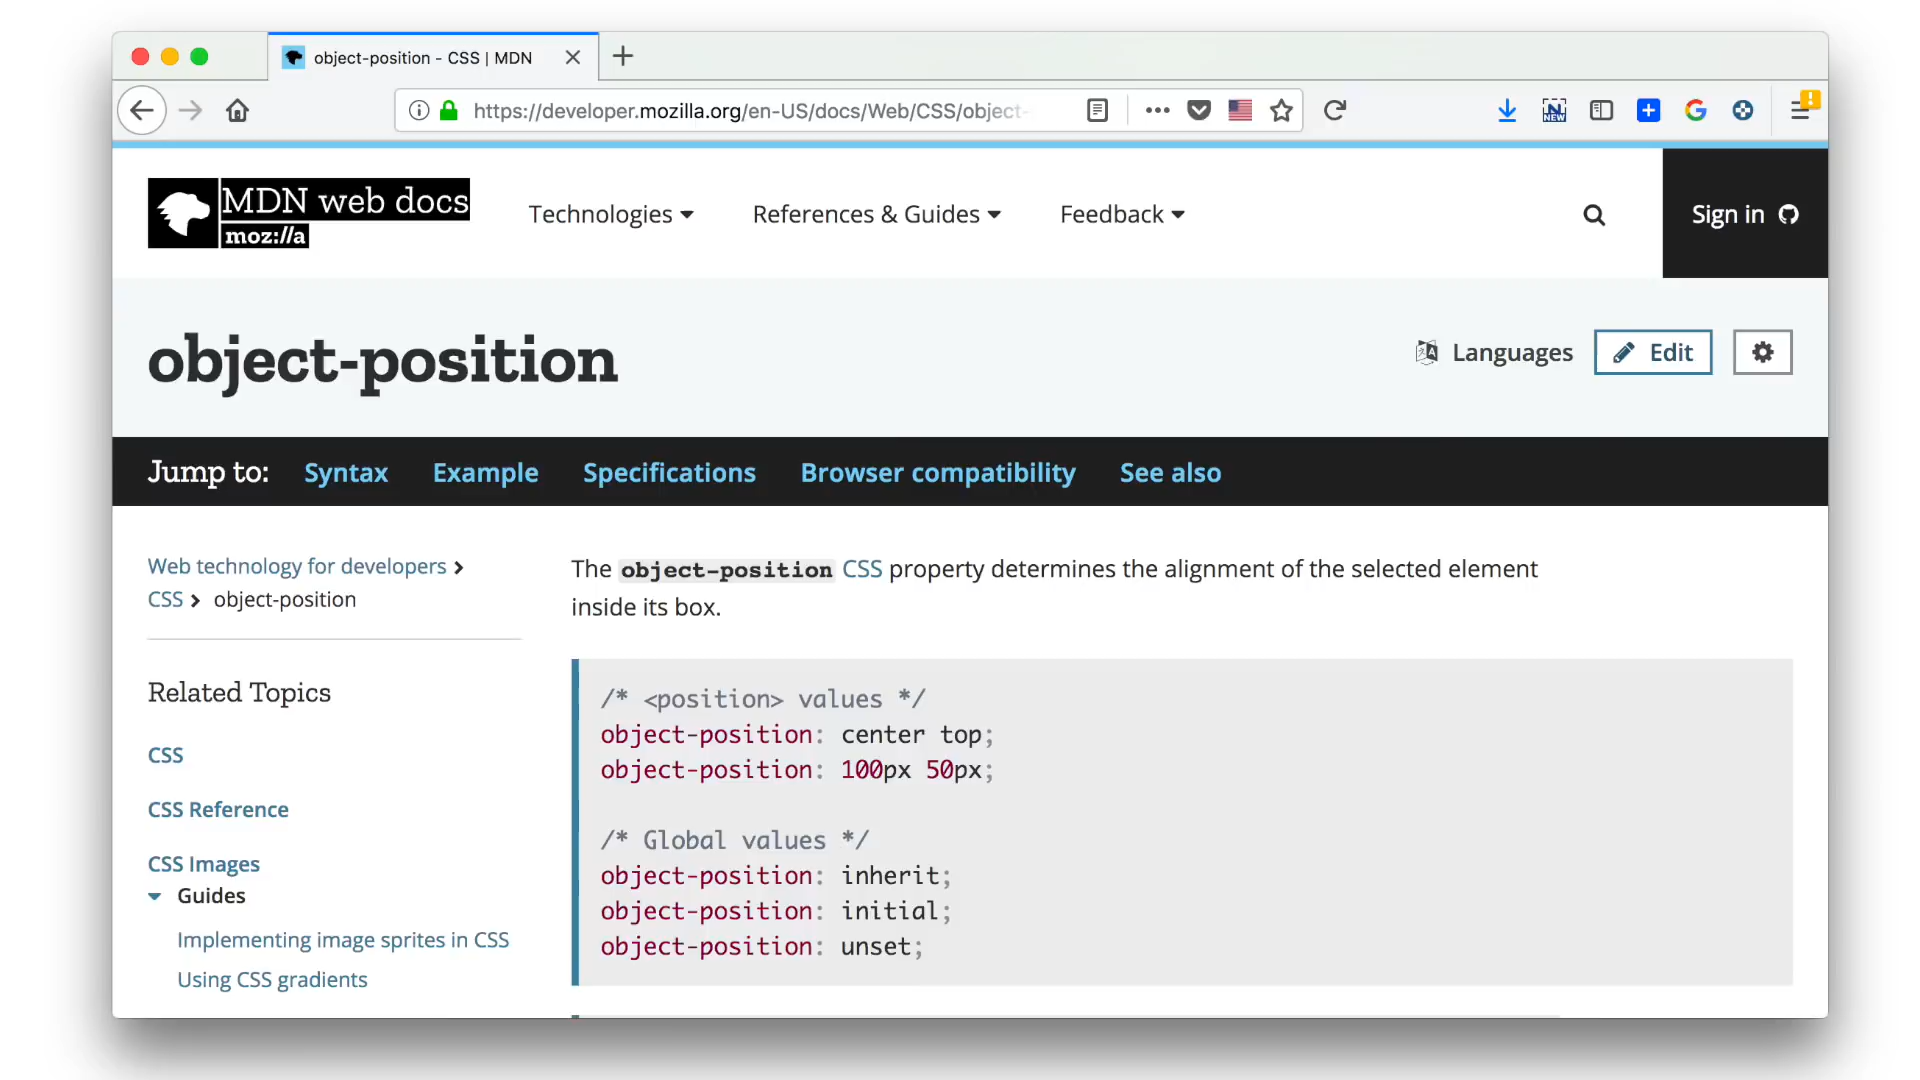 object-position - CSS | MDN
https://developer.mozilla.org/en-US/docs/Web/CSS/object-
NEW
MDN web docs
moz://a
Technologies
References & Guides
Feedback
Sign in
object-position
Languages
Edit
Jump to:
Syntax
Example
Specifications
Browser compatibility
See also
Web technology for developers
CSS
object-position
Related Topics
CSS
CSS Reference
CSS Images
Guides
Implementing image sprites in CSS
Using CSS gradients
The object-position CSS property determines the alignment of the selected element
inside its box.
/* <position> values */
object-position: center top;
object-position: 100px 50px;
/* Global values */
object-position: inherit;
object-position: initial;
object-position: unset;